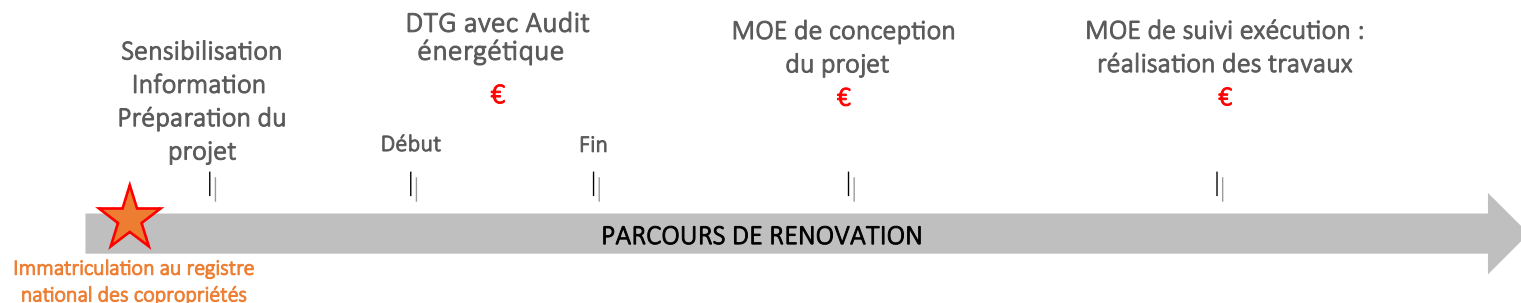 Sensibilisation
Information
Préparation du
projet
DTG avec Audit
énergétique
€
Début
Fin
MOE de conception
du projet
€
MOE de suivi exécution :
réalisation des travaux
€
PARCOURS DE RENOVATION
Immatriculation au registre
national des copropriétés